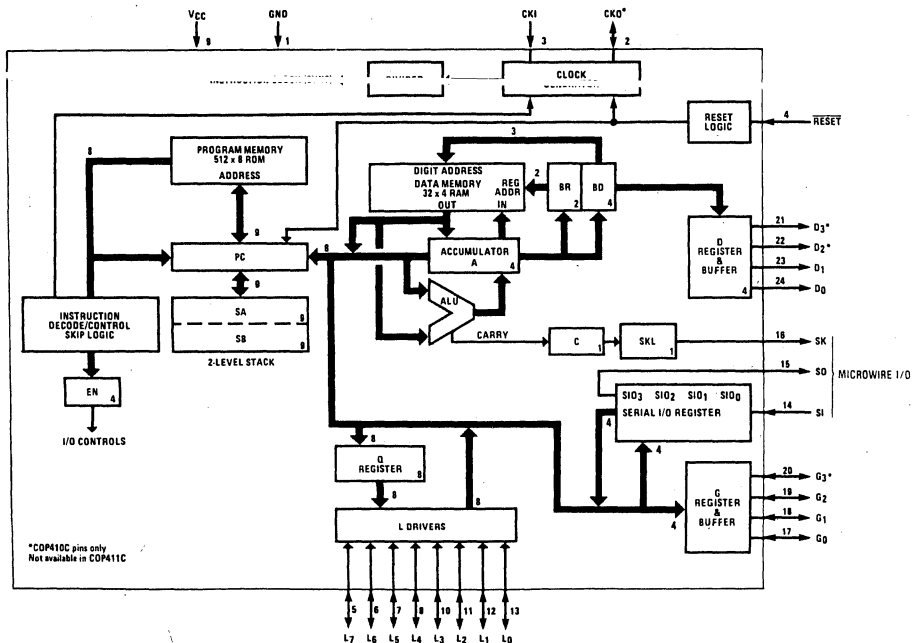 VCC GND CKI CKO*
9 1 3 2
CLOCK
RESET LOGIC
4 RESET
8
PROGRAM MEMORY
512 x 8 ROM
ADDRESS
9
PC
8
9
SA 9
SB 9
2-LEVEL STACK
INSTRUCTION
DECODE/CONTROL
SKIP LOGIC
EN
4
I/O CONTROLS
3
DIGIT ADDRESS
DATA MEMORY
32 x 4 RAM
REG
ADDR
OUT IN
2
BR BD
2 4
ACCUMULATOR
A 4
ALU
CARRY
C 1
SKL 1
D
REGISTER
&
BUFFER
4
21 D3*
22 D2*
23 D1
24 D0
16 SK
15 SO
14 SI
MICROWIRE I/O
SIO3 SIO2 SIO1 SIO0
SERIAL I/O REGISTER
4
4
8
Q
REGISTER
8
8
8
L DRIVERS
4
G
REGISTER
&
BUFFER
20 G3*
19 G2
18 G1
17 G0
*COP410C pins only
Not available in COP411C
5 6 7 8 10 11 12 13
L7 L6 L5 L4 L3 L2 L1 L0